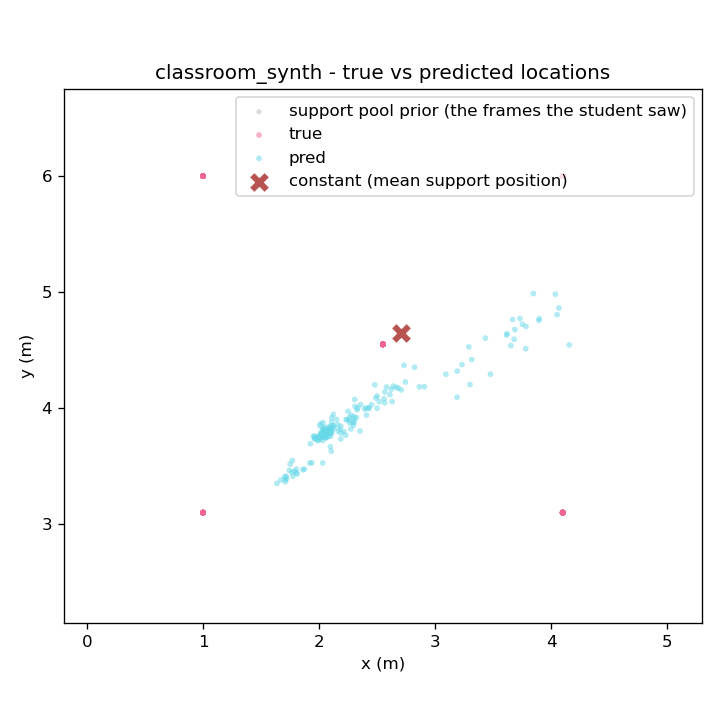 classroom_synth - true vs predicted locations
support pool prior (the frames the student saw)
true
pred
constant (mean support position)
6
5
4
3
y (m)
0 1 2 3 4 5
x (m)